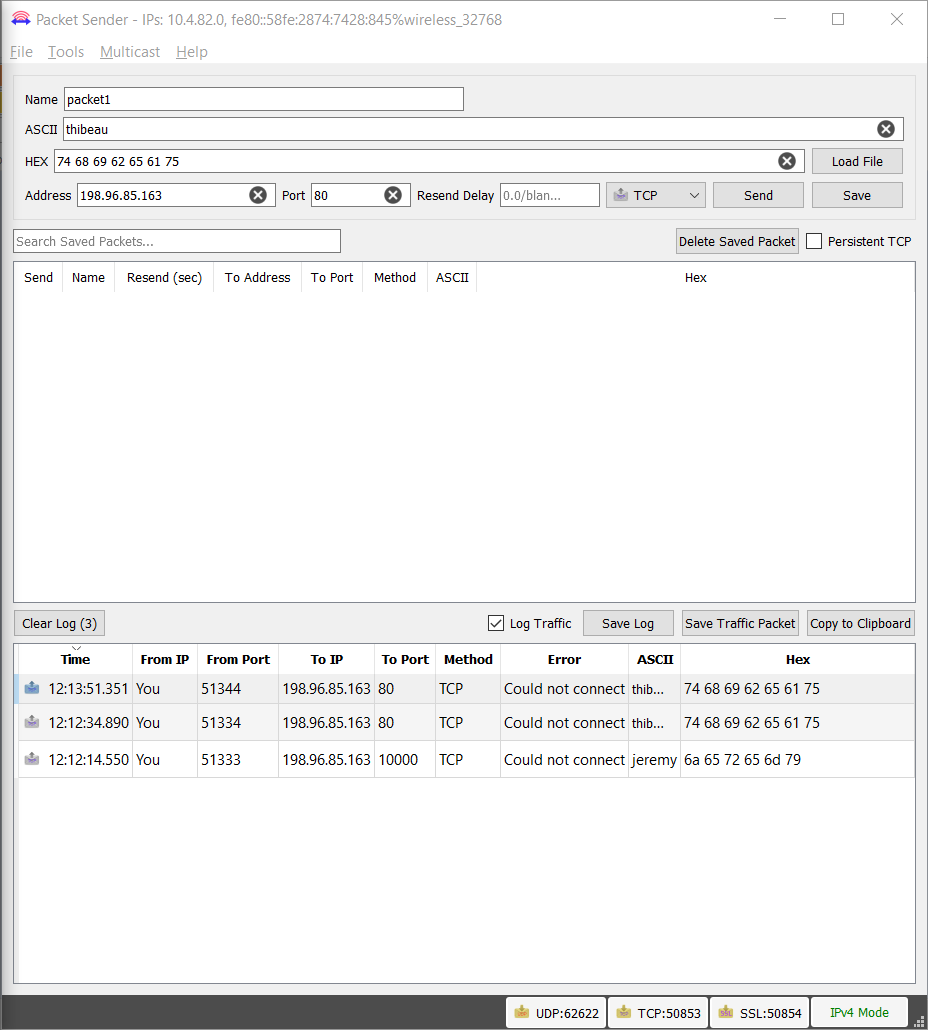 Packet Sender - IPs: 10.4.82.0, fe80::58fe:2874:7428:845%wireless_32768
File Tools Multicast Help
Name packet1
ASCII thibeau
HEX 74 68 69 62 65 61 75 Load File
Address 198.96.85.163 Port 80 Resend Delay 0.0/blan... TCP Send Save
Search Saved Packets... Delete Saved Packet Persistent TCP
Send Name Resend (sec) To Address To Port Method ASCII Hex
Clear Log (3) Log Traffic Save Log Save Traffic Packet Copy to Clipboard
Time From IP From Port To IP To Port Method Error ASCII Hex
12:13:51.351 You 51344 198.96.85.163 80 TCP Could not connect thib... 74 68 69 62 65 61 75
12:12:34.890 You 51334 198.96.85.163 80 TCP Could not connect thib... 74 68 69 62 65 61 75
12:12:14.550 You 51333 198.96.85.163 10000 TCP Could not connect jeremy 6a 65 72 65 6d 79
UDP:62622 TCP:50853 SSL:50854 IPv4 Mode